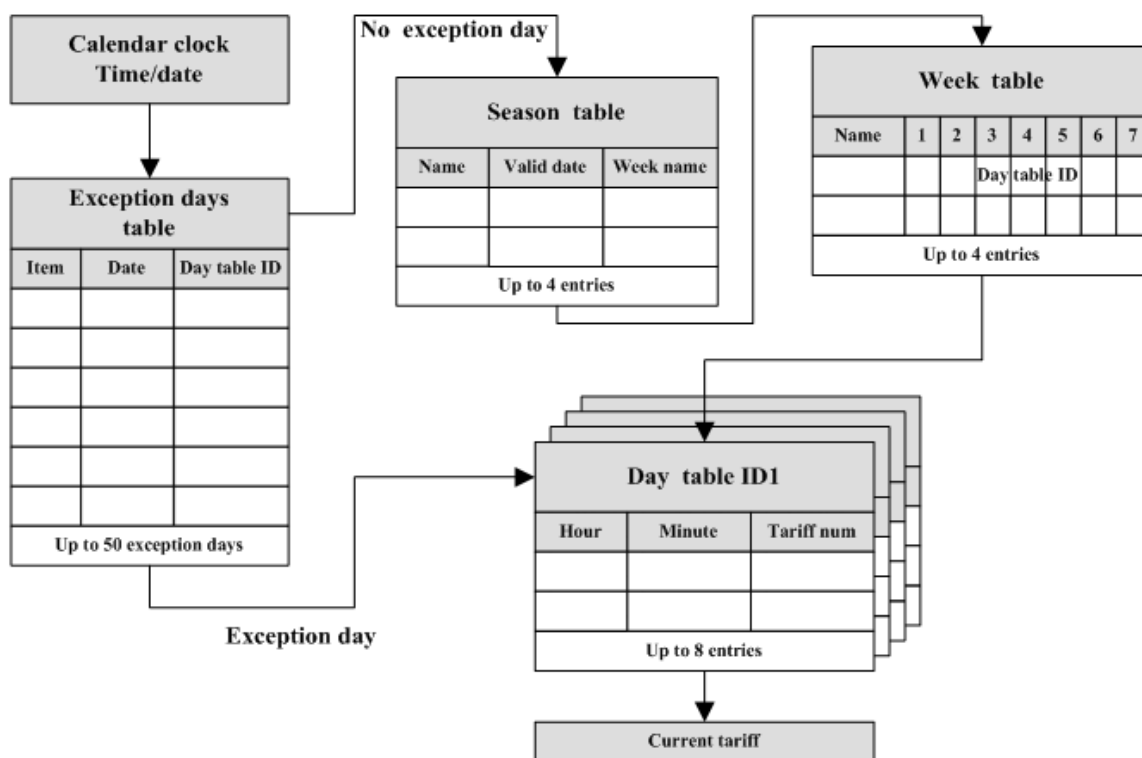 Calendar clock
Time/date
No exception day
Season table
Name Valid date Week name
Up to 4 entries
Week table
Name 1 2 3 4 5 6 7
Day table ID
Up to 4 entries
Exception days
table
Item Date Day table ID
Up to 50 exception days
Exception day
Day table ID1
Hour Minute Tariff num
Up to 8 entries
Current tariff